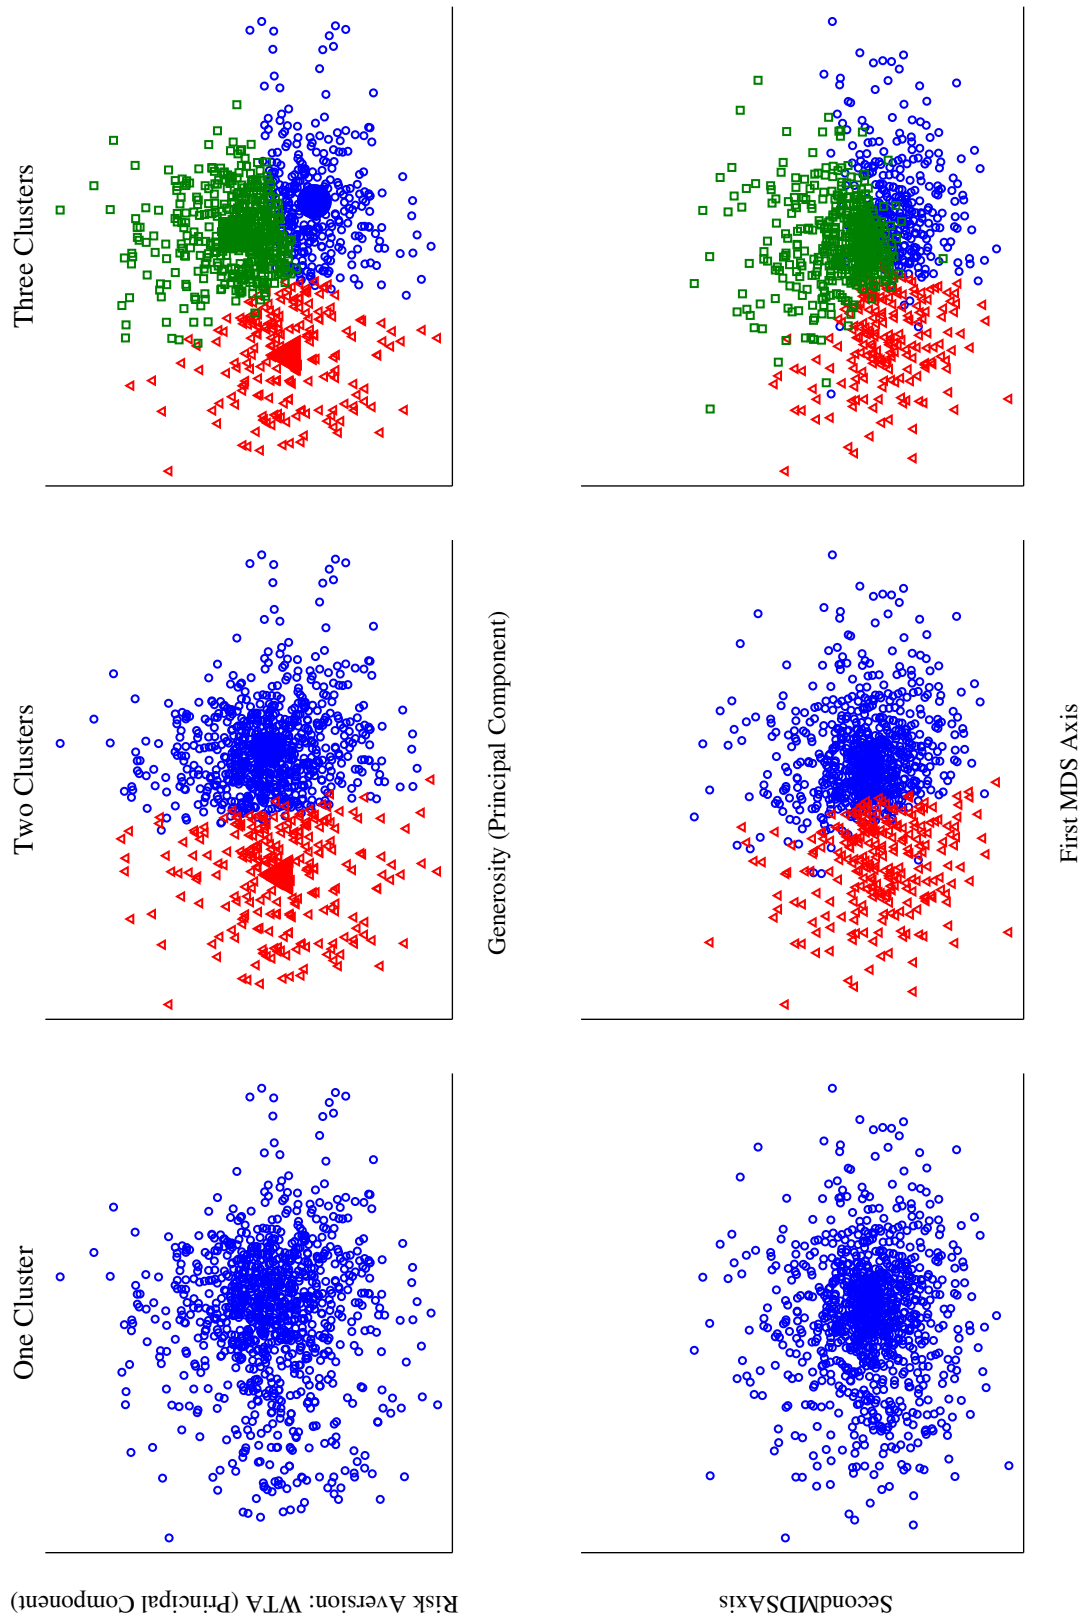 One Cluster
Two Clusters
Three Clusters
Risk Aversion: WTA (Principal Component)
Generosity (Principal Component)
SecondMDSAxis
First MDS Axis